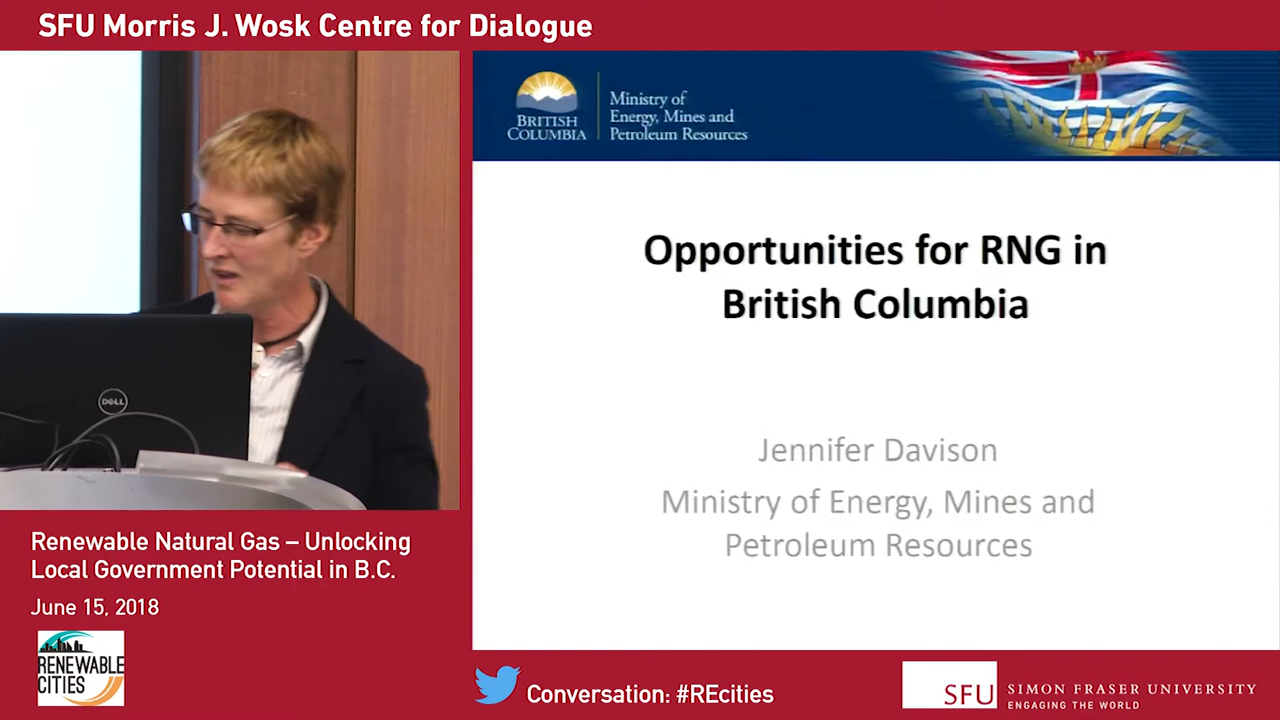 SFU Morris J. Wosk Centre for Dialogue
BRITISH
COLUMBIA
Ministry of
Energy, Mines and
Petroleum Resources
Opportunities for RNG in
British Columbia
Jennifer Davison
Ministry of Energy, Mines and
Petroleum Resources
DELL
Renewable Natural Gas – Unlocking
Local Government Potential in B.C.
June 15, 2018
RENEWABLE
CITIES
Conversation: #REcities
SFU
SIMON FRASER UNIVERSITY
ENGAGING THE WORLD